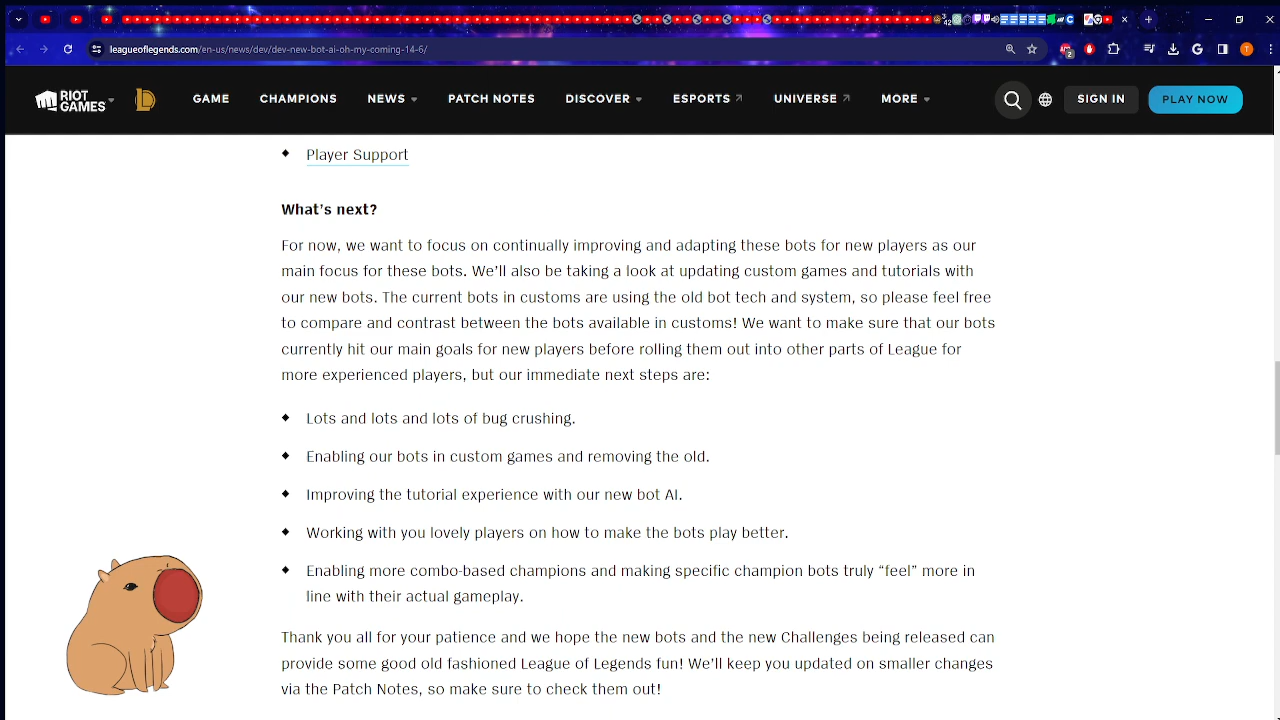 leagueoflegends.com/en-us/news/dev/dev-new-bot-ai-oh-my-coming-14-6/
2
T
RIOT GAMES
GAME
CHAMPIONS
NEWS
PATCH NOTES
DISCOVER
ESPORTS
UNIVERSE
MORE
SIGN IN
PLAY NOW
Player Support
What's next?
For now, we want to focus on continually improving and adapting these bots for new players as our
main focus for these bots. We'll also be taking a look at updating custom games and tutorials with
our new bots. The current bots in customs are using the old bot tech and system, so please feel free
to compare and contrast between the bots available in customs! We want to make sure that our bots
currently hit our main goals for new players before rolling them out into other parts of League for
more experienced players, but our immediate next steps are:
Lots and lots and lots of bug crushing.
Enabling our bots in custom games and removing the old.
Improving the tutorial experience with our new bot AI.
Working with you lovely players on how to make the bots play better.
Enabling more combo-based champions and making specific champion bots truly “feel” more in
line with their actual gameplay.
Thank you all for your patience and we hope the new bots and the new Challenges being released can
provide some good old fashioned League of Legends fun! We'll keep you updated on smaller changes
via the Patch Notes, so make sure to check them out!